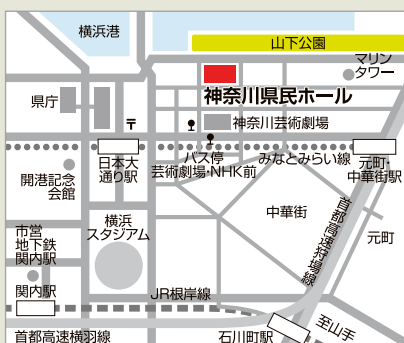 横浜港
山下公園
マリン
タワー
神奈川県民ホール
県庁
〒
神奈川芸術劇場
日本大
通り駅
バス停
芸術劇場・NHK前
みなとみらい線
元町・
中華街駅
開港記念
会館
横浜
スタジアム
中華街
首都高速狩場線
元町
市営
地下鉄
関内駅
関内駅
JR根岸線
首都高速横羽線
石川町駅
至山手